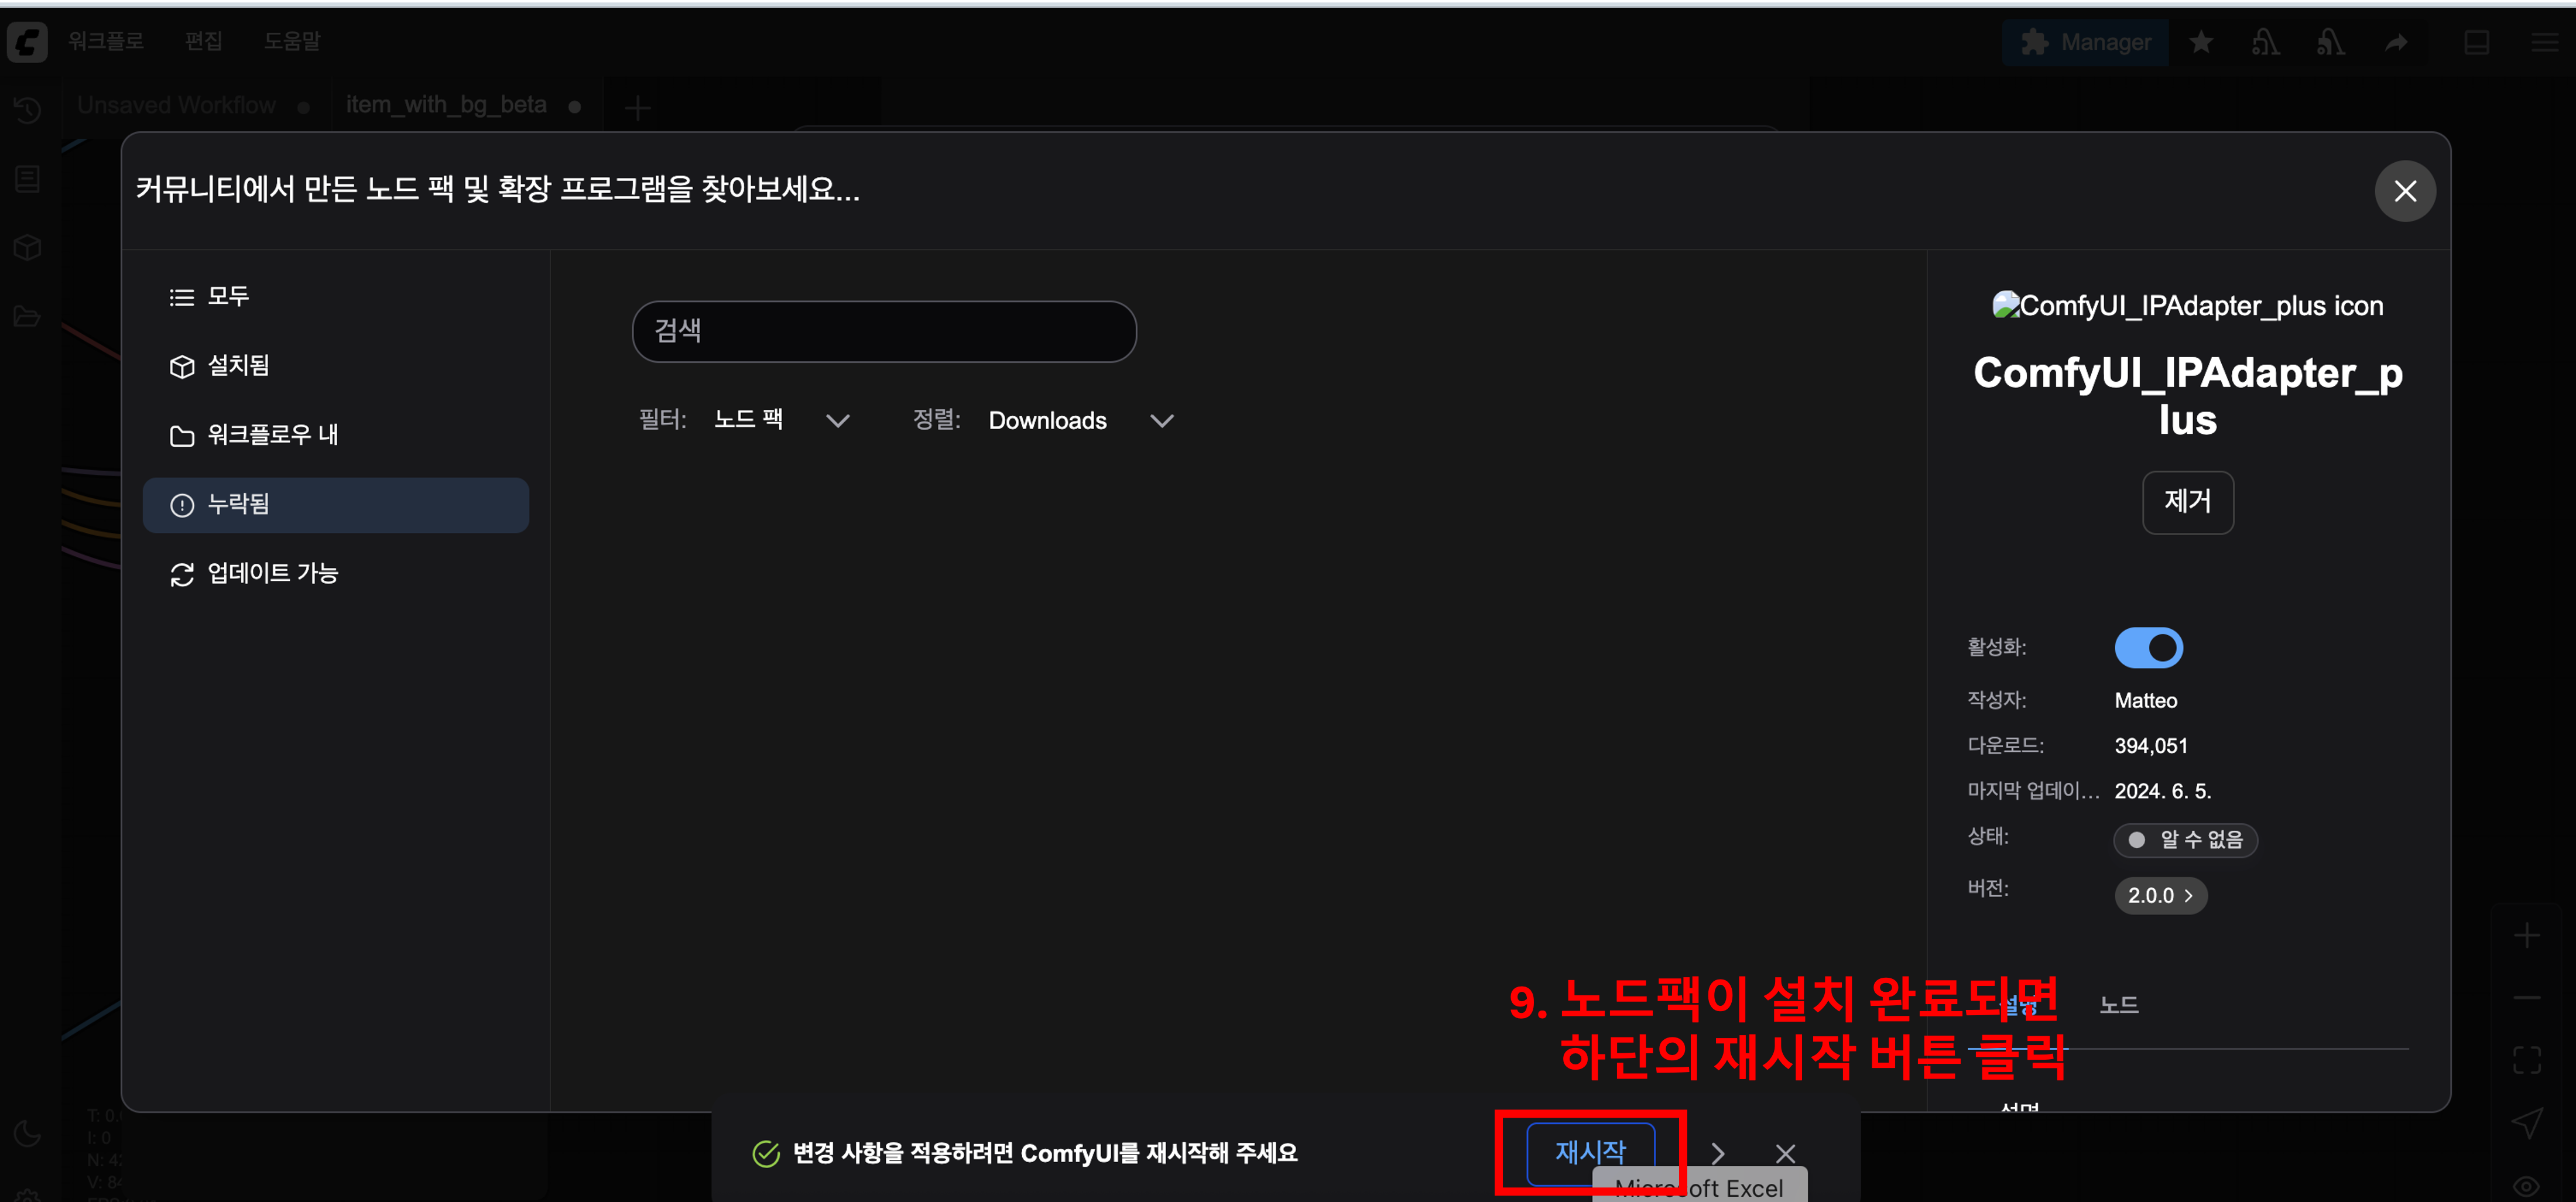 워크플로 편집 도움말 Manager
Unsaved Workflow item_with_bg_beta
커뮤니티에서 만든 노드 팩 및 확장 프로그램을 찾아보세요...
모두
설치됨
워크플로우 내
누락됨
업데이트 가능
검색
필터: 노드 팩 정렬: Downloads
ComfyUI_IPAdapter_plus icon
ComfyUI_IPAdapter_p
lus
제거
활성화:
작성자: Matteo
다운로드: 394,051
마지막 업데이... 2024. 6. 5.
상태: 알 수 없음
버전: 2.0.0
설명 노드
설명
9. 노드팩이 설치 완료되면
하단의 재시작 버튼 클릭
변경 사항을 적용하려면 ComfyUI를 재시작해 주세요 재시작
Microsoft Excel
I: 0